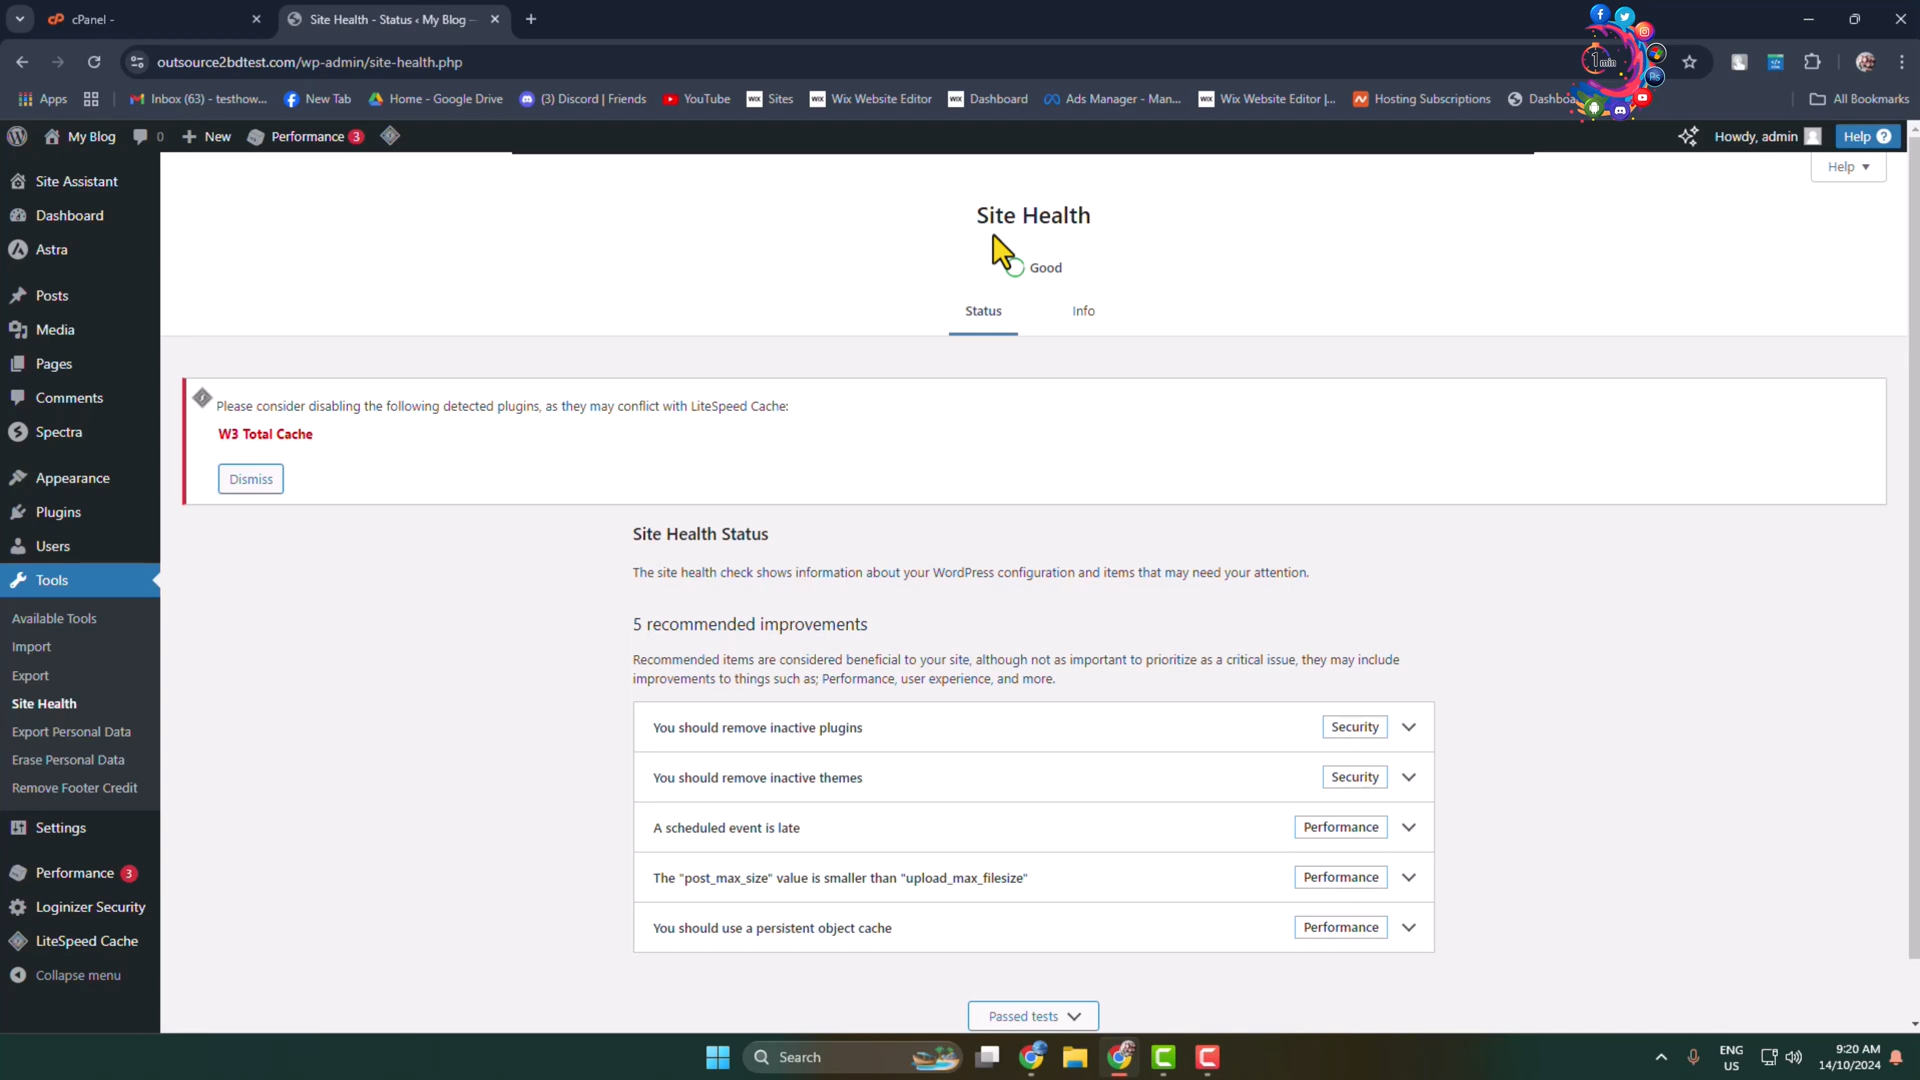 cPanel -
Site Health - Status ‹ My Blog —
outsource2bdtest.com/wp-admin/site-health.php
1min
Ps
Apps
Inbox (63) - testhow...
New Tab
Home - Google Drive
(3) Discord | Friends
YouTube
WIX Sites
WIX Wix Website Editor
WIX Dashboard
Ads Manager - Man...
WIX Wix Website Editor |...
Hosting Subscriptions
All Bookmarks
My Blog
0
New
Performance 3
Howdy, admin
Help ?
Help
Site Assistant
Dashboard
Astra
Posts
Media
Pages
Comments
Spectra
Appearance
Plugins
Users
Tools
Available Tools
Import
Export
Site Health
Export Personal Data
Erase Personal Data
Remove Footer Credit
Settings
Performance 3
Loginizer Security
LiteSpeed Cache
Collapse menu
Site Health
Good
Status
Info
Please consider disabling the following detected plugins, as they may conflict with LiteSpeed Cache:
W3 Total Cache
Dismiss
Site Health Status
The site health check shows information about your WordPress configuration and items that may need your attention.
5 recommended improvements
Recommended items are considered beneficial to your site, although not as important to prioritize as a critical issue, they may include
improvements to things such as; Performance, user experience, and more.
You should remove inactive plugins
Security
You should remove inactive themes
Security
A scheduled event is late
Performance
The "post_max_size" value is smaller than "upload_max_filesize"
Performance
You should use a persistent object cache
Performance
Passed tests
Search
ENG
US
9:20 AM
14/10/2024